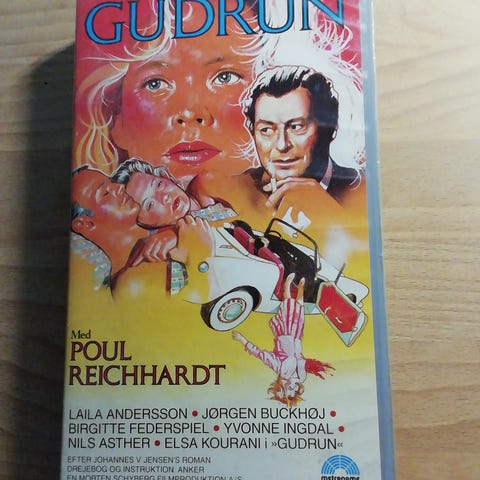 GUDRUN
Med
POUL
REICHHARDT
LAILA ANDERSSON • JØRGEN BUCKHØJ •
BIRGITTE FEDERSPIEL • YVONNE INGDAL •
NILS ASTHER • ELSA KOURANI i »GUDRUN«
EFTER JOHANNES V JENSEN'S ROMAN
DREJEBOG OG INSTRUKTION ANKER
EN MORTEN SCHYBERG FILMPRODUKTION A/S
metronome